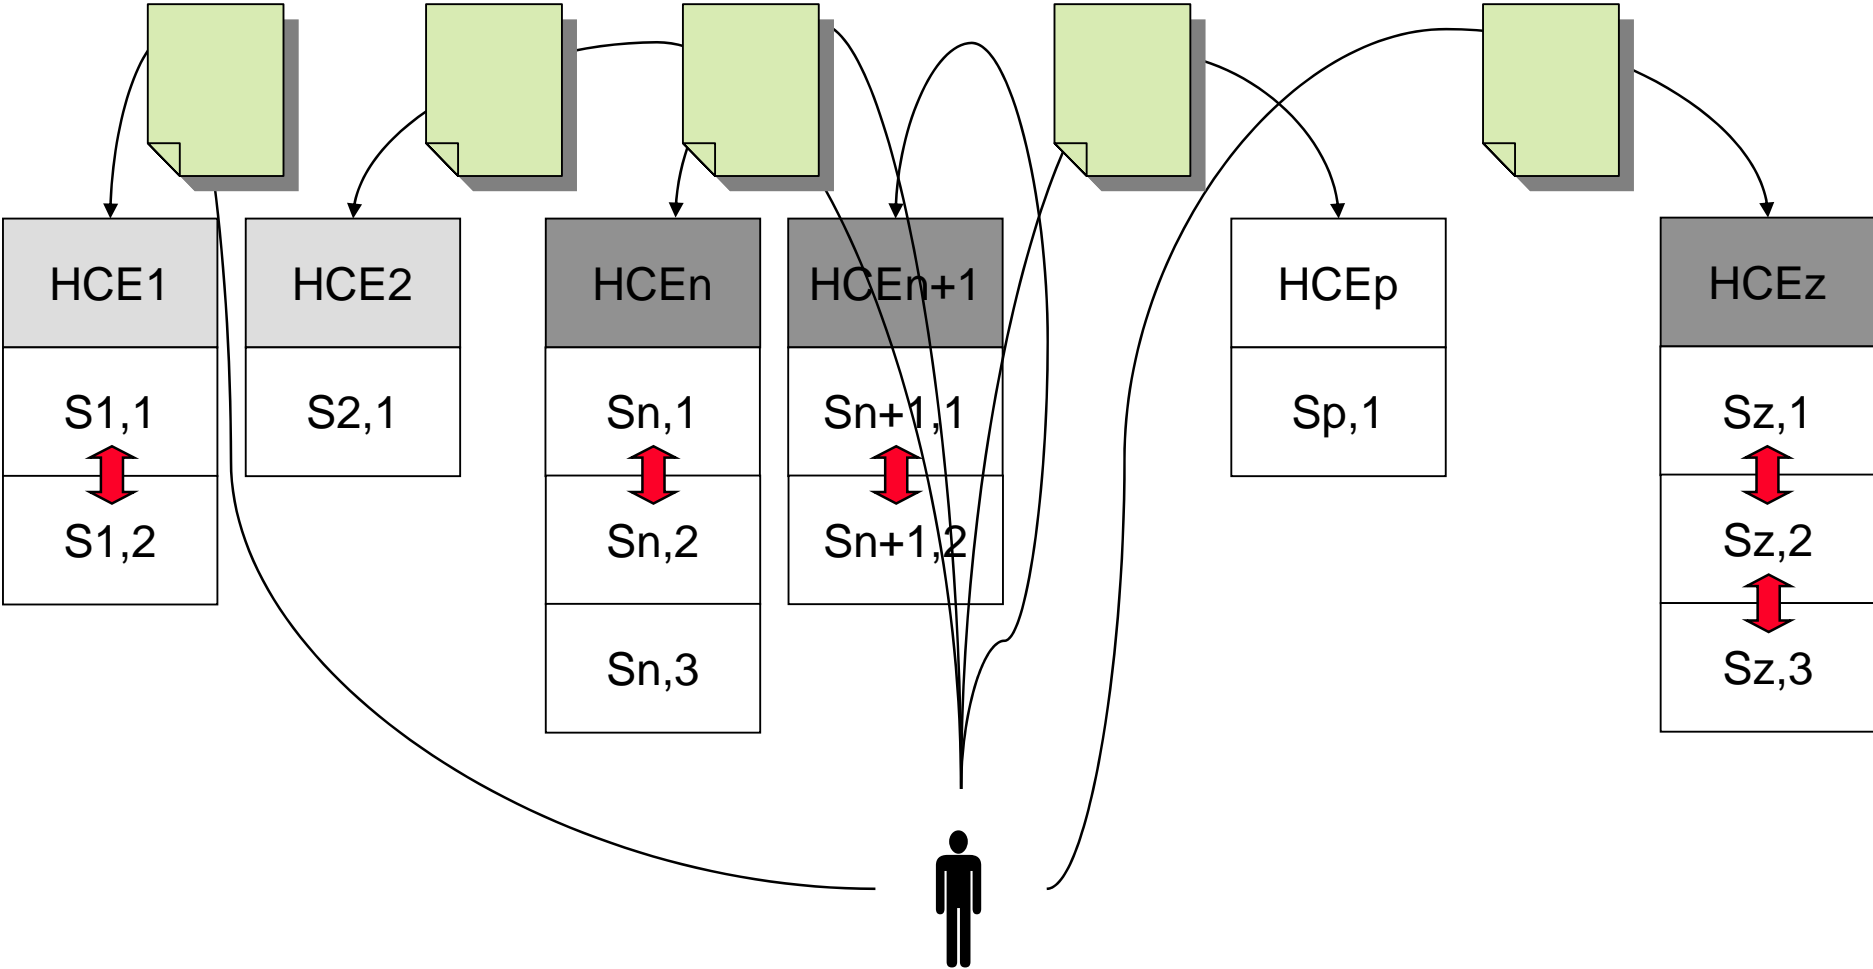 HCE1
HCE2
HCEn
HCEn+1
HCEp
HCEz
S1,1
S2,1
Sn,1
Sn+1,1
Sp,1
Sz,1
S1,2
Sn,2
Sn+1,2
Sz,2
Sn,3
Sz,3